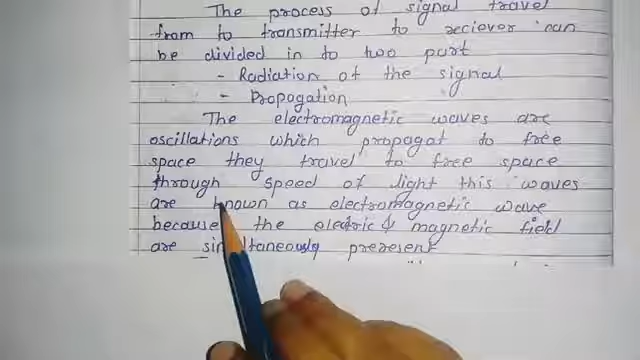 The process of signal travel
from to transmitter to reciever can
be divided in to two part
- Radiation of the signal
- Propagation
The electromagnetic waves are
oscillations which propagat to free
space they travel to free space
through speed of light this waves
are known as electromagnetic wave
because the electric & magnetic field
are simultaneously preresent